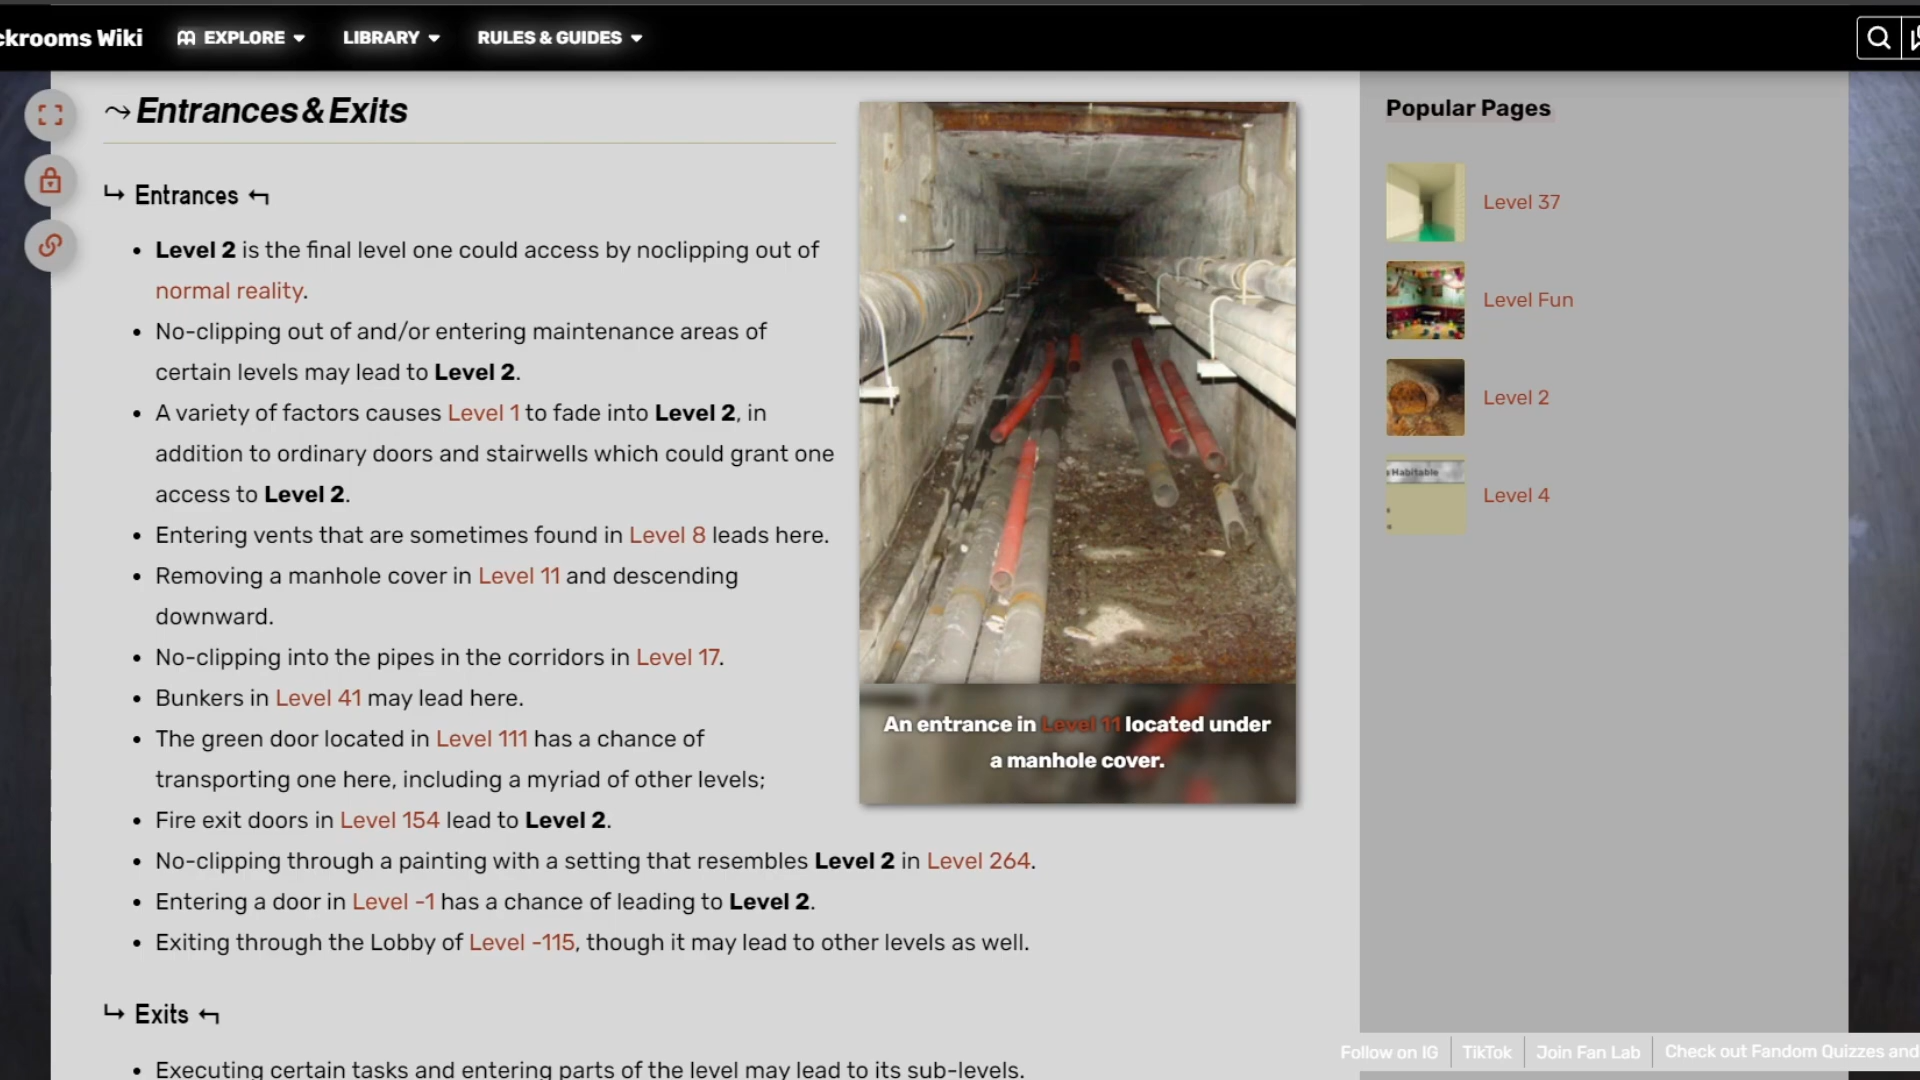 ckrooms Wiki EXPLORE LIBRARY RULES & GUIDES
⤳ Entrances & Exits
↪ Entrances ↩
• Level 2 is the final level one could access by noclipping out of
normal reality.
• No-clipping out of and/or entering maintenance areas of
certain levels may lead to Level 2.
• A variety of factors causes Level 1 to fade into Level 2, in
addition to ordinary doors and stairwells which could grant one
access to Level 2.
• Entering vents that are sometimes found in Level 8 leads here.
• Removing a manhole cover in Level 11 and descending
downward.
• No-clipping into the pipes in the corridors in Level 17.
• Bunkers in Level 41 may lead here.
• The green door located in Level 111 has a chance of
transporting one here, including a myriad of other levels;
• Fire exit doors in Level 154 lead to Level 2.
• No-clipping through a painting with a setting that resembles Level 2 in Level 264.
• Entering a door in Level -1 has a chance of leading to Level 2.
• Exiting through the Lobby of Level -115, though it may lead to other levels as well.
↪ Exits ↩
• Executing certain tasks and entering parts of the level may lead to its sub-levels.
An entrance in Level 11 located under
a manhole cover.
Popular Pages
Level 37
Level Fun
Level 2
Habitable
Level 4
Follow on IG TikTok Join Fan Lab Check out Fandom Quizzes and